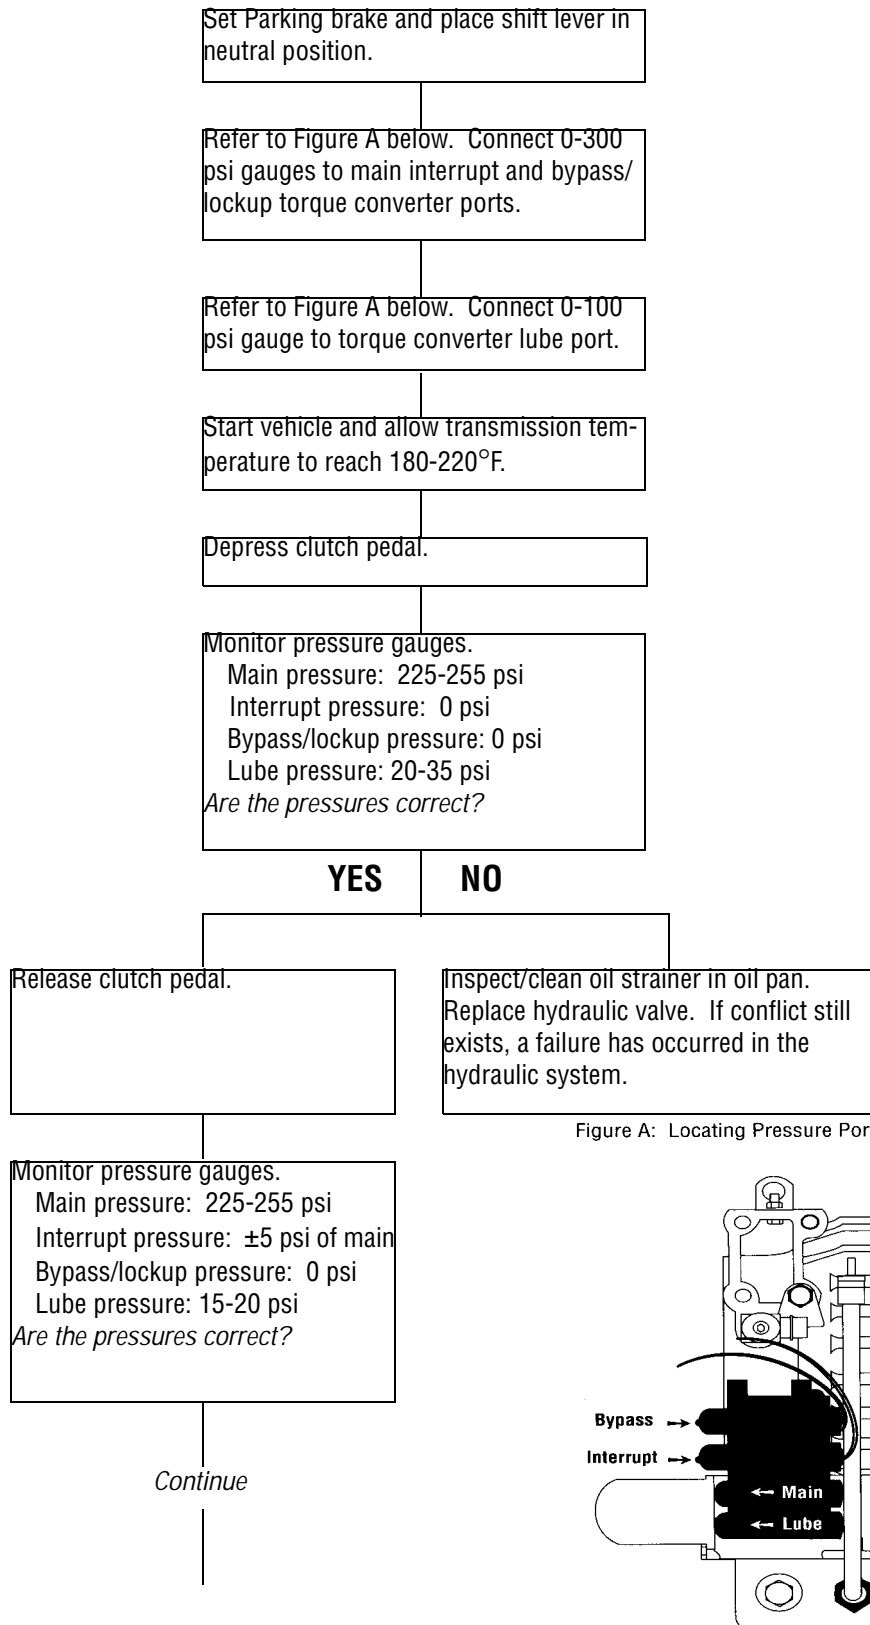 Set Parking brake and place shift lever in
neutral position.
Refer to Figure A below.  Connect 0-300
psi gauges to main interrupt and bypass/
lockup torque converter ports.
Refer to Figure A below.  Connect 0-100
psi gauge to torque converter lube port.
Start vehicle and allow transmission tem-
perature to reach 180-220°F.
Depress clutch pedal.
Monitor pressure gauges.
Main pressure:  225-255 psi
Interrupt pressure:  0 psi
Bypass/lockup pressure: 0 psi
Lube pressure: 20-35 psi
Are the pressures correct?
YES
NO
Release clutch pedal.
Inspect/clean oil strainer in oil pan.
Replace hydraulic valve.  If conflict still
exists, a failure has occurred in the
hydraulic system.
Monitor pressure gauges.
Main pressure:  225-255 psi
Interrupt pressure:  ±5 psi of main
Bypass/lockup pressure:  0 psi
Lube pressure: 15-20 psi
Are the pressures correct?
Continue
Figure A:  Locating Pressure Por
Bypass
Interrupt
Main
Lube